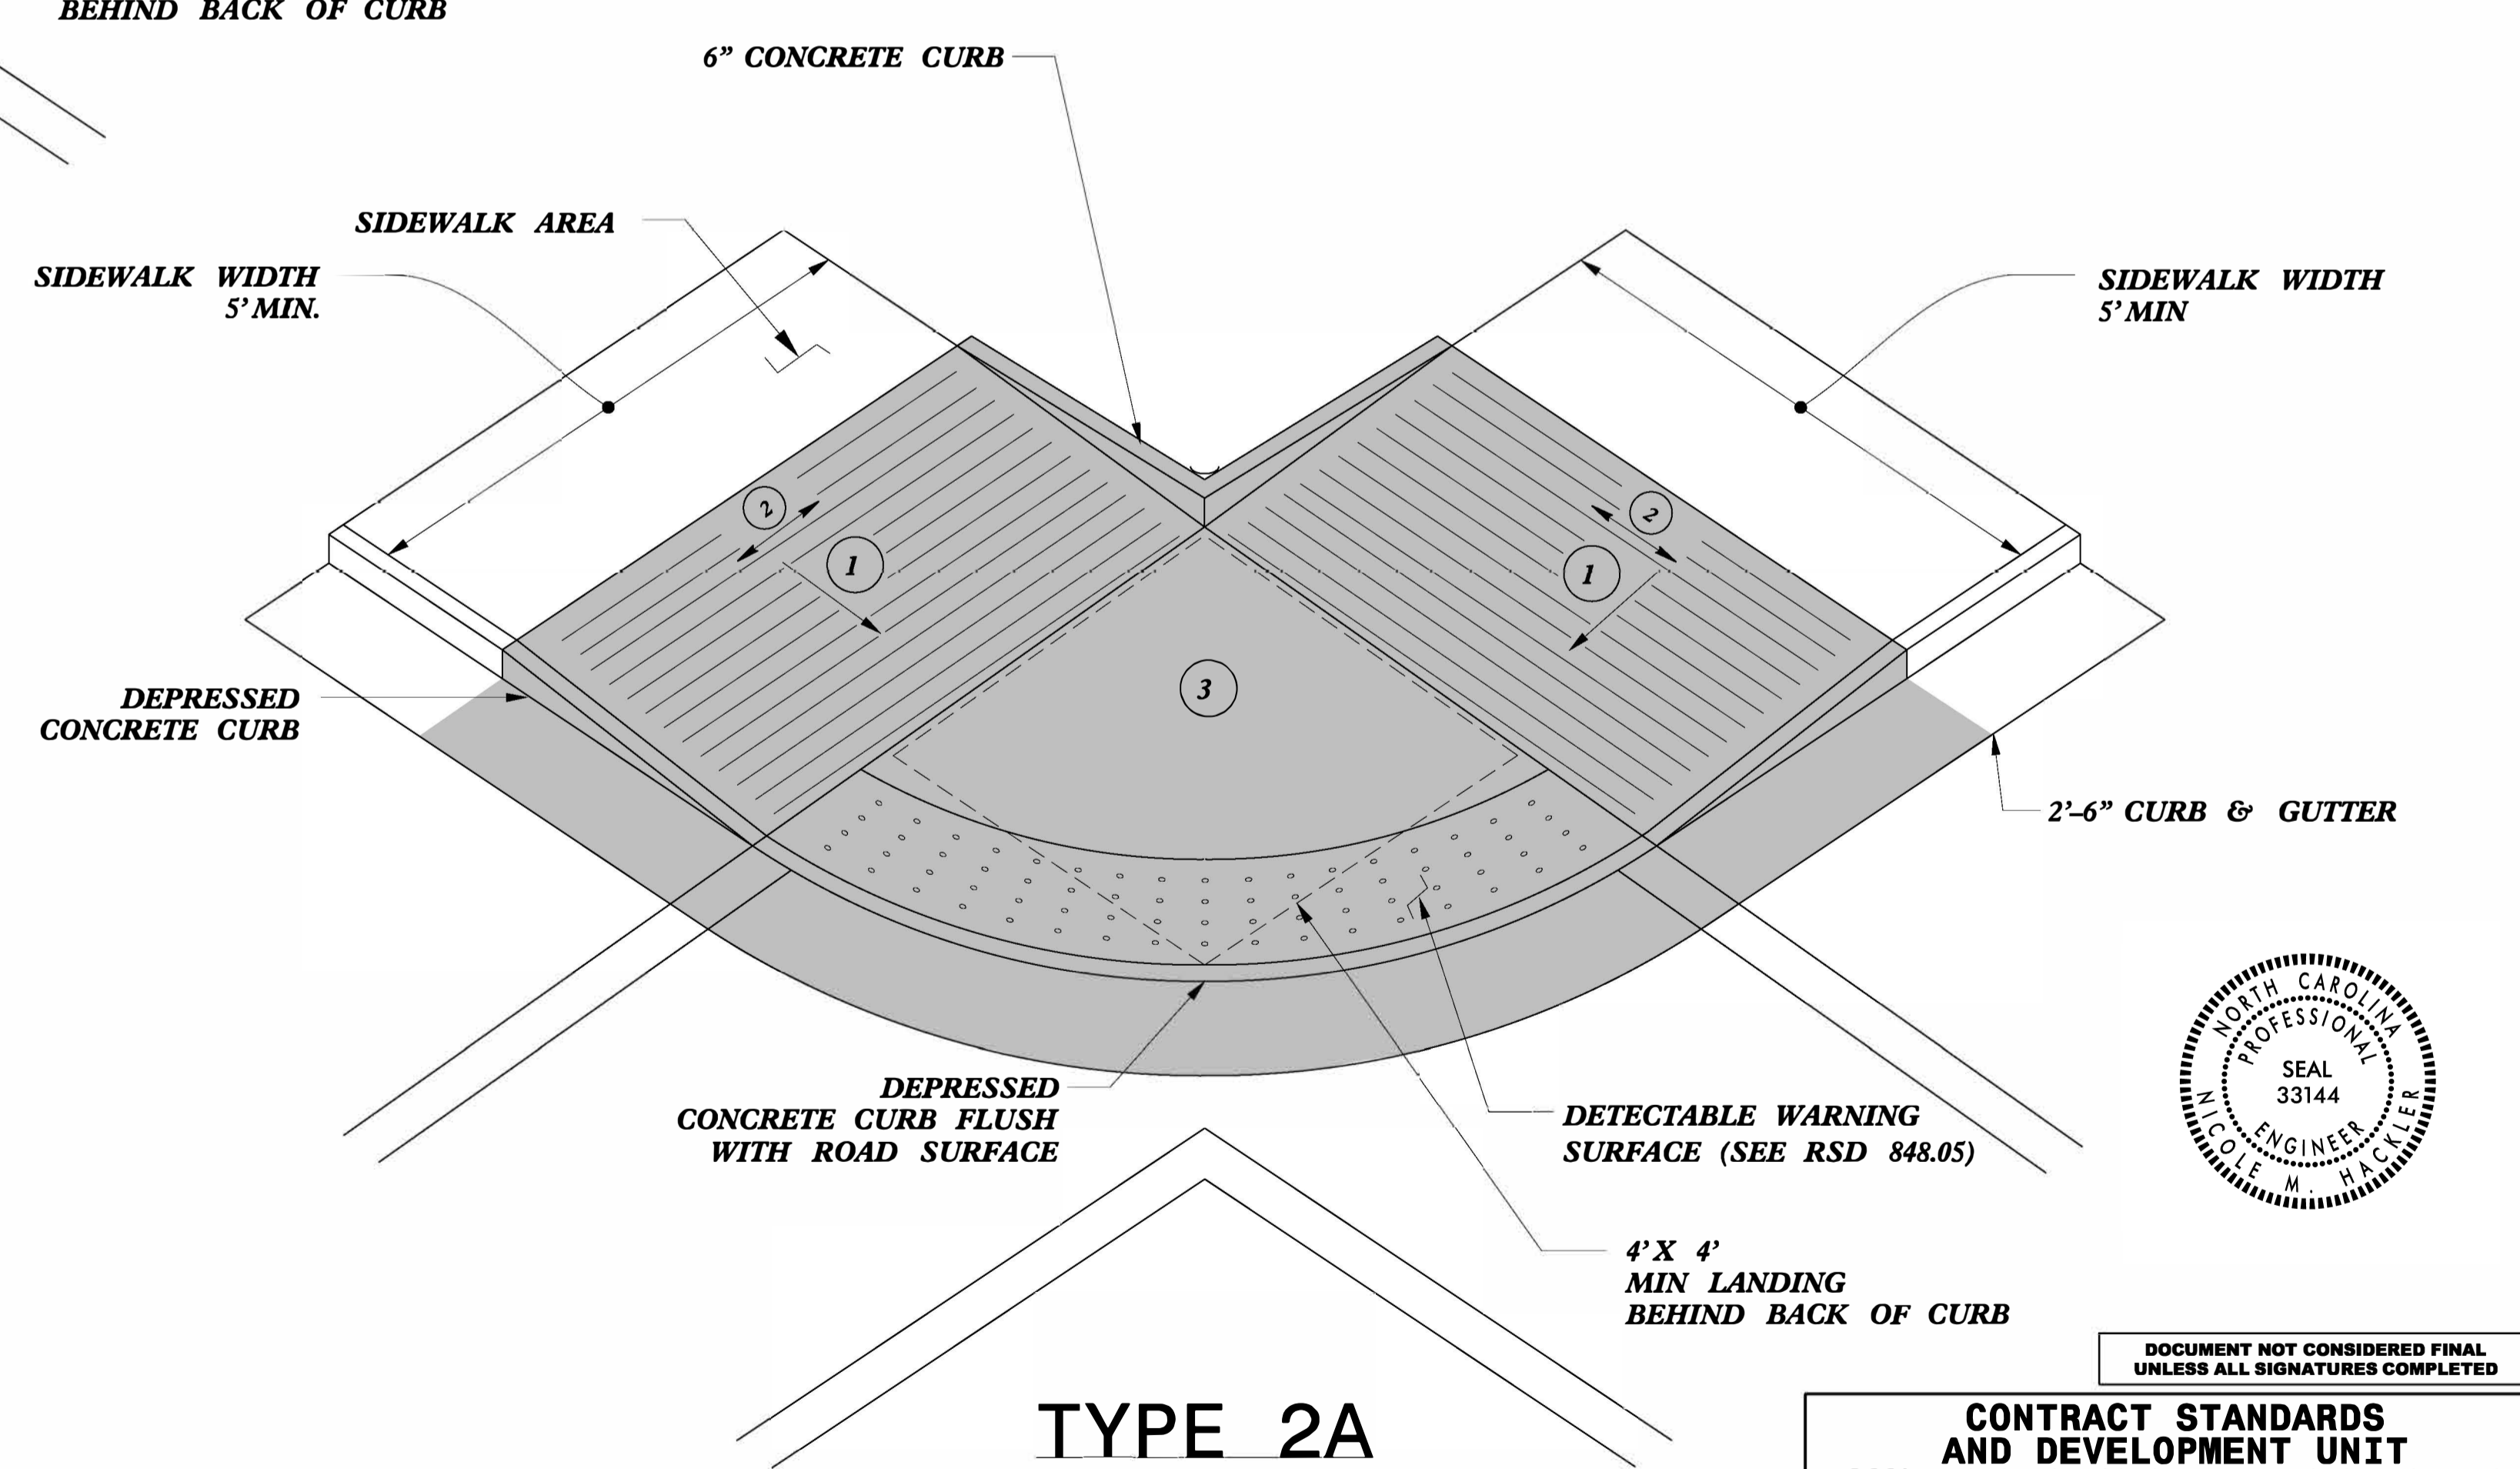 BEHIND BACK OF CURB
6” CONCRETE CURB
SIDEWALK AREA
SIDEWALK WIDTH
5’ MIN.
SIDEWALK WIDTH
5’ MIN
2
1
1
2
3
DEPRESSED
CONCRETE CURB
2’–6” CURB & GUTTER
DEPRESSED
CONCRETE CURB FLUSH
WITH ROAD SURFACE
DETECTABLE WARNING
SURFACE (SEE RSD 848.05)
4’ X 4’
MIN LANDING
BEHIND BACK OF CURB
NORTH CAROLINA
PROFESSIONAL
SEAL
33144
ENGINEER
NICOLE M. HACKLER
DOCUMENT NOT CONSIDERED FINAL
UNLESS ALL SIGNATURES COMPLETED
TYPE 2A
CONTRACT STANDARDS
AND DEVELOPMENT UNIT